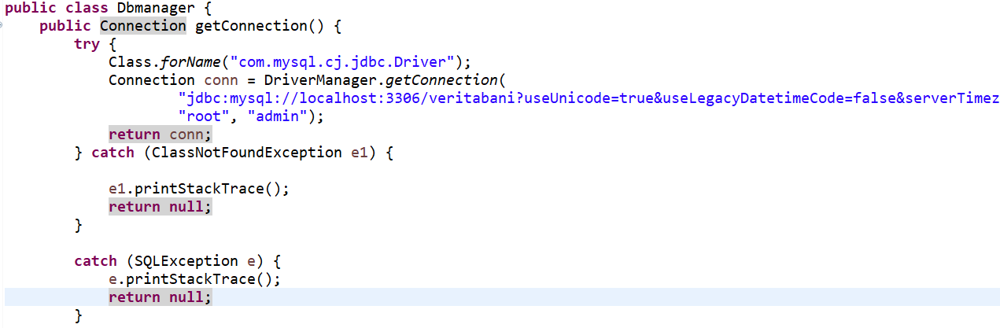 public class Dbmanager {
public Connection getConnection() {
try {
Class.forName("com.mysql.cj.jdbc.Driver");
Connection conn = DriverManager.getConnection(
"jdbc:mysql://localhost:3306/veritabani?useUnicode=true&useLegacyDatetimeCode=false&serverTimez
"root", "admin");
return conn;
} catch (ClassNotFoundException e1) {
e1.printStackTrace();
return null;
}
catch (SQLException e) {
e.printStackTrace();
return null;
}